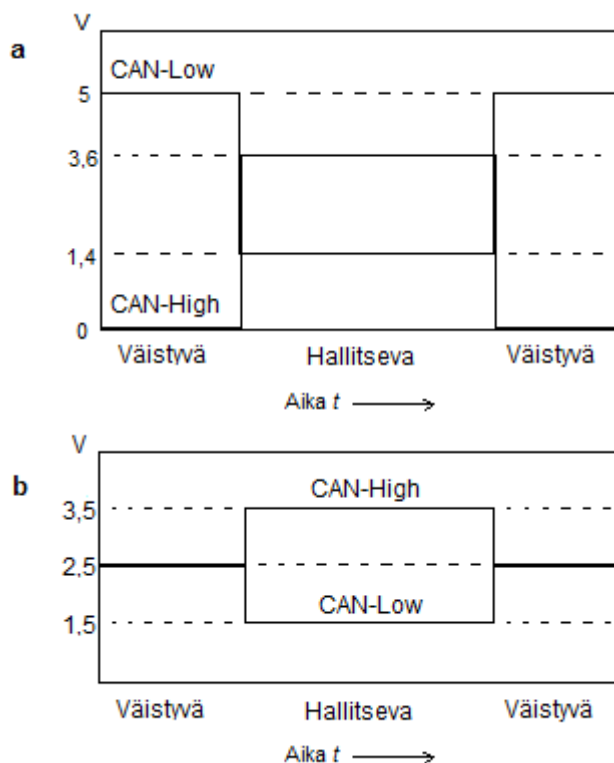 V
a
CAN-Low
5
3,6
1,4
CAN-High
0
Väistyvä Hallitseva Väistyvä
Aika t
V
b
CAN-High
3,5
2,5
CAN-Low
1,5
Väistyvä Hallitseva Väistyvä
Aika t